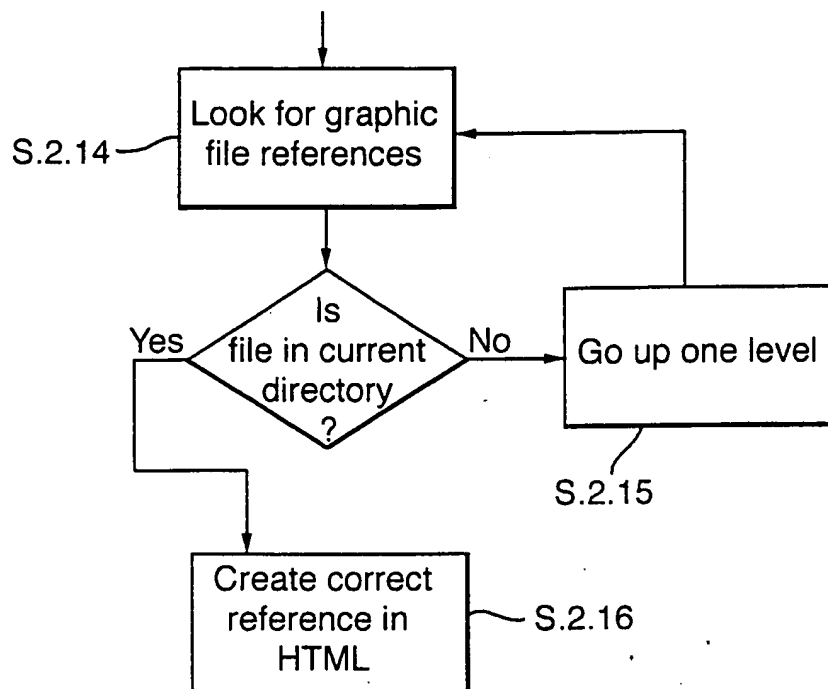 Look for graphic
file references
S.2.14
Is
file in current
directory
?
Yes
No
Go up one level
S.2.15
Create correct
reference in
HTML
S.2.16